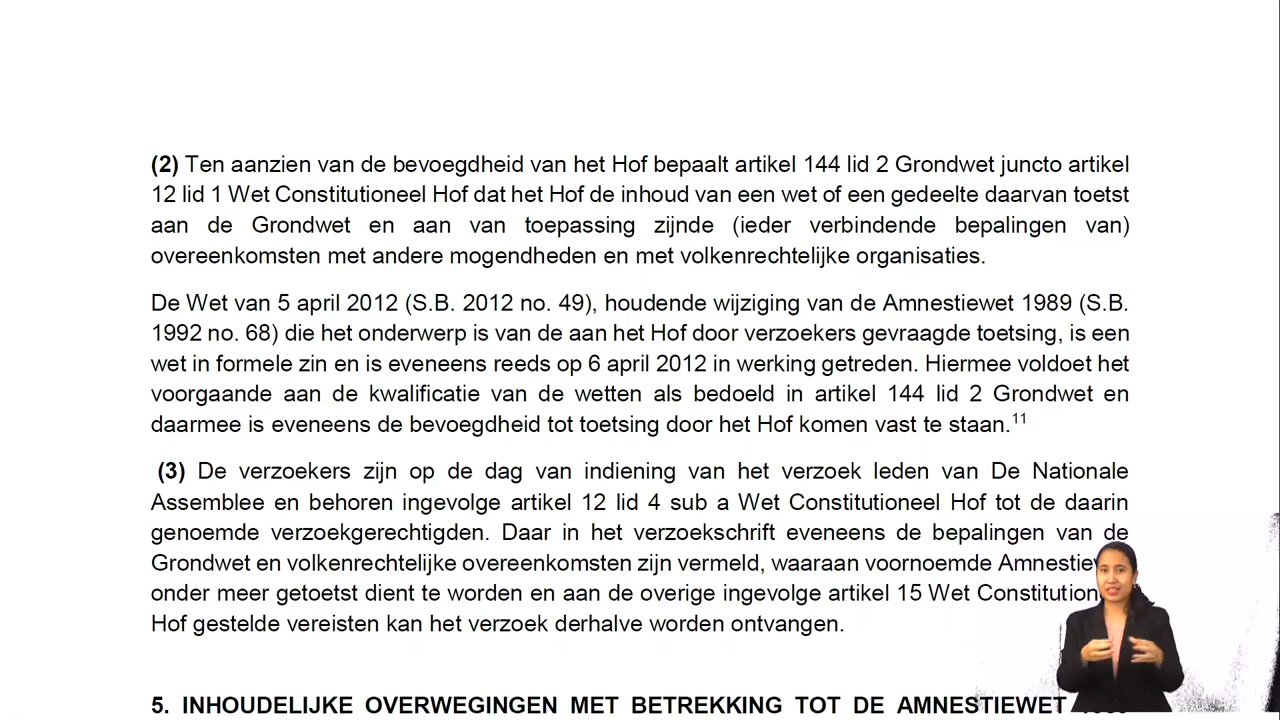 (2) Ten aanzien van de bevoegdheid van het Hof bepaalt artikel 144 lid 2 Grondwet juncto artikel
12 lid 1 Wet Constitutioneel Hof dat het Hof de inhoud van een wet of een gedeelte daarvan toetst
aan de Grondwet en aan van toepassing zijnde (ieder verbindende bepalingen van)
overeenkomsten met andere mogendheden en met volkenrechtelijke organisaties.
De Wet van 5 april 2012 (S.B. 2012 no. 49), houdende wijziging van de Amnestiewet 1989 (S.B.
1992 no. 68) die het onderwerp is van de aan het Hof door verzoekers gevraagde toetsing, is een
wet in formele zin en is eveneens reeds op 6 april 2012 in werking getreden. Hiermee voldoet het
voorgaande aan de kwalificatie van de wetten als bedoeld in artikel 144 lid 2 Grondwet en
daarmee is eveneens de bevoegdheid tot toetsing door het Hof komen vast te staan.11
(3) De verzoekers zijn op de dag van indiening van het verzoek leden van De Nationale
Assemblee en behoren ingevolge artikel 12 lid 4 sub a Wet Constitutioneel Hof tot de daarin
genoemde verzoekgerechtigden. Daar in het verzoekschrift eveneens de bepalingen van de
Grondwet en volkenrechtelijke overeenkomsten zijn vermeld, waaraan voornoemde
onder meer getoetst dient te worden en aan de overige ingevolge artikel 15 Wet
Hof gestelde vereisten kan het verzoek derhalve worden ontvangen.
5. INHOUDELIJKE OVERWEGINGEN MET BETREKKING TOT DE AMNESTIEWET